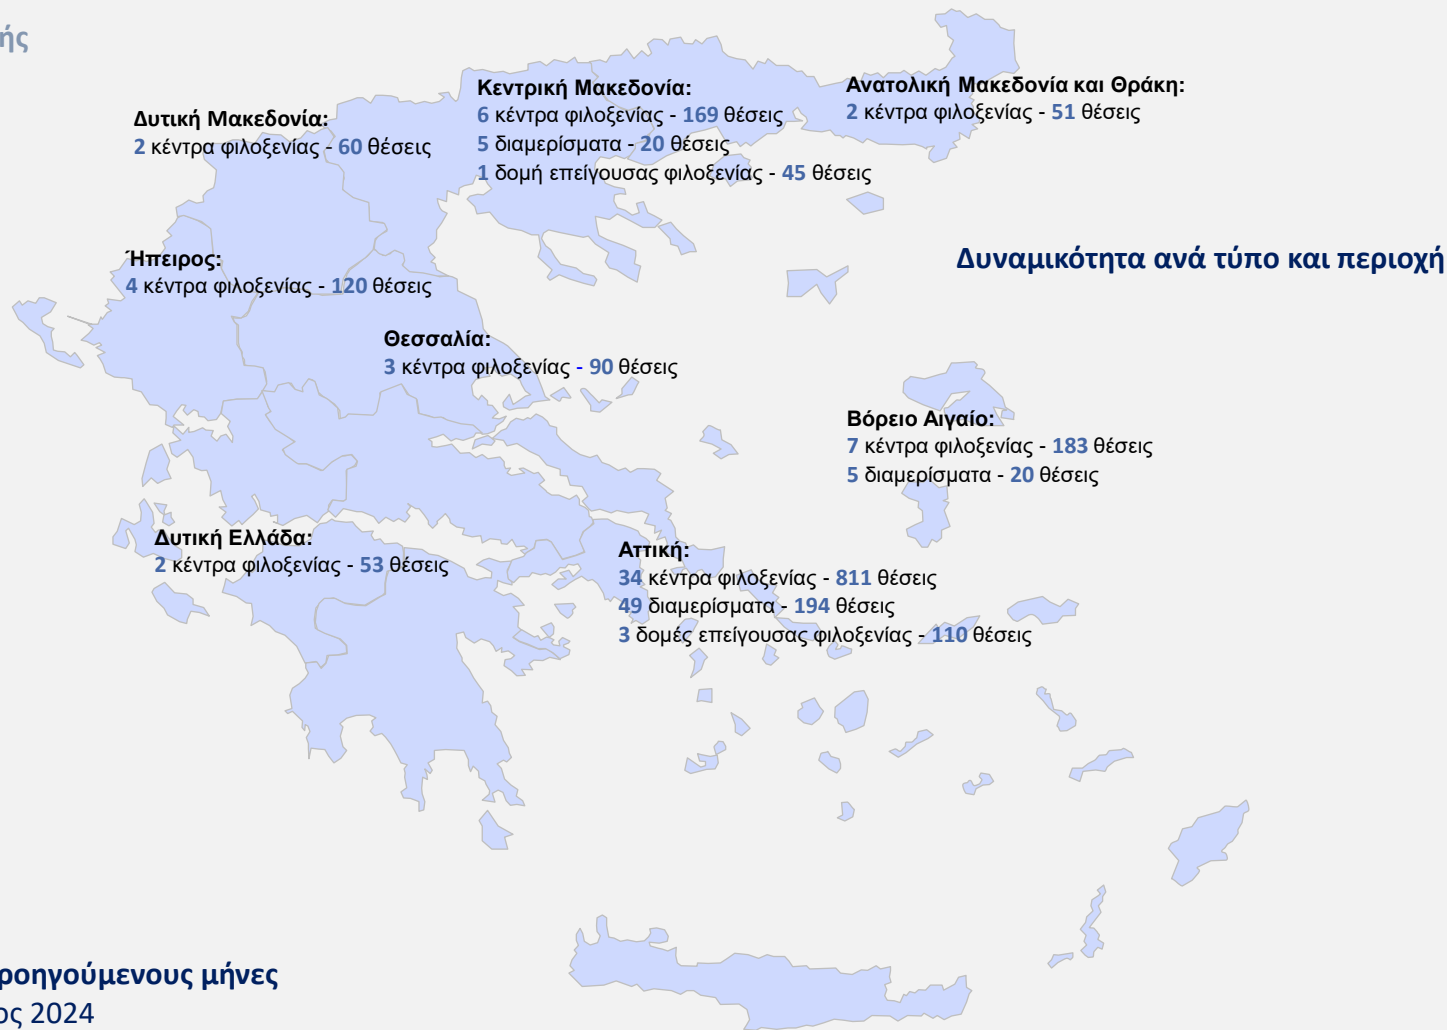 ής
Κεντρική Μακεδονία:
6 κέντρα φιλοξενίας - 169 θέσεις
5 διαμερίσματα - 20 θέσεις
1 δομή επείγουσας φιλοξενίας - 45 θέσεις
Ανατολική Μακεδονία και Θράκη:
2 κέντρα φιλοξενίας - 51 θέσεις
Δυτική Μακεδονία:
2 κέντρα φιλοξενίας - 60 θέσεις
Ήπειρος:
4 κέντρα φιλοξενίας - 120 θέσεις
Δυναμικότητα ανά τύπο και περιοχή
Θεσσαλία:
3 κέντρα φιλοξενίας - 90 θέσεις
Βόρειο Αιγαίο:
7 κέντρα φιλοξενίας - 183 θέσεις
5 διαμερίσματα - 20 θέσεις
Δυτική Ελλάδα:
2 κέντρα φιλοξενίας - 53 θέσεις
Αττική:
34 κέντρα φιλοξενίας - 811 θέσεις
49 διαμερίσματα - 194 θέσεις
3 δομές επείγουσας φιλοξενίας - 110 θέσεις
ροηγούμενους μήνες
ος 2024